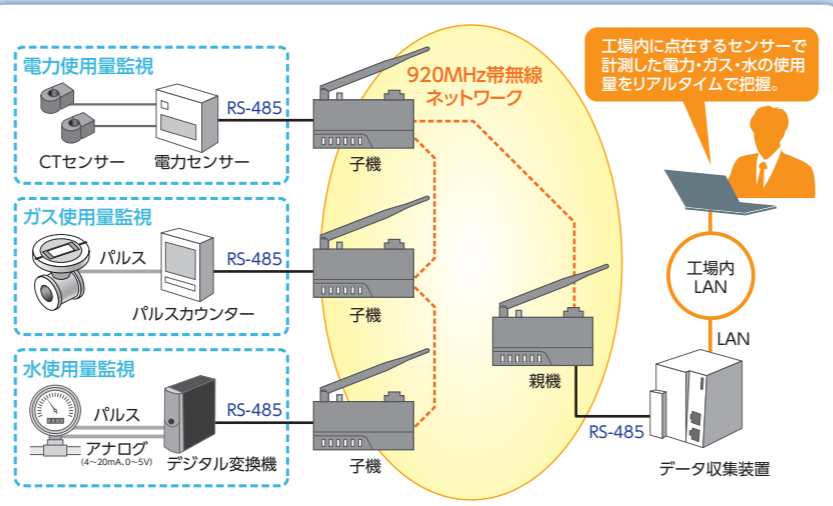 電力使用量監視
CTセンサー
電力センサー
RS-485
子機
920MHz帯無線
ネットワーク
工場内に点在するセンサーで
計測した電力・ガス・水の使用
量をリアルタイムで把握。
ガス使用量監視
パルス
RS-485
パルスカウンター
子機
工場内
LAN
LAN
水使用量監視
パルス
アナログ
(4〜20mA、0〜5V)
デジタル変換機
RS-485
子機
親機
RS-485
データ収集装置